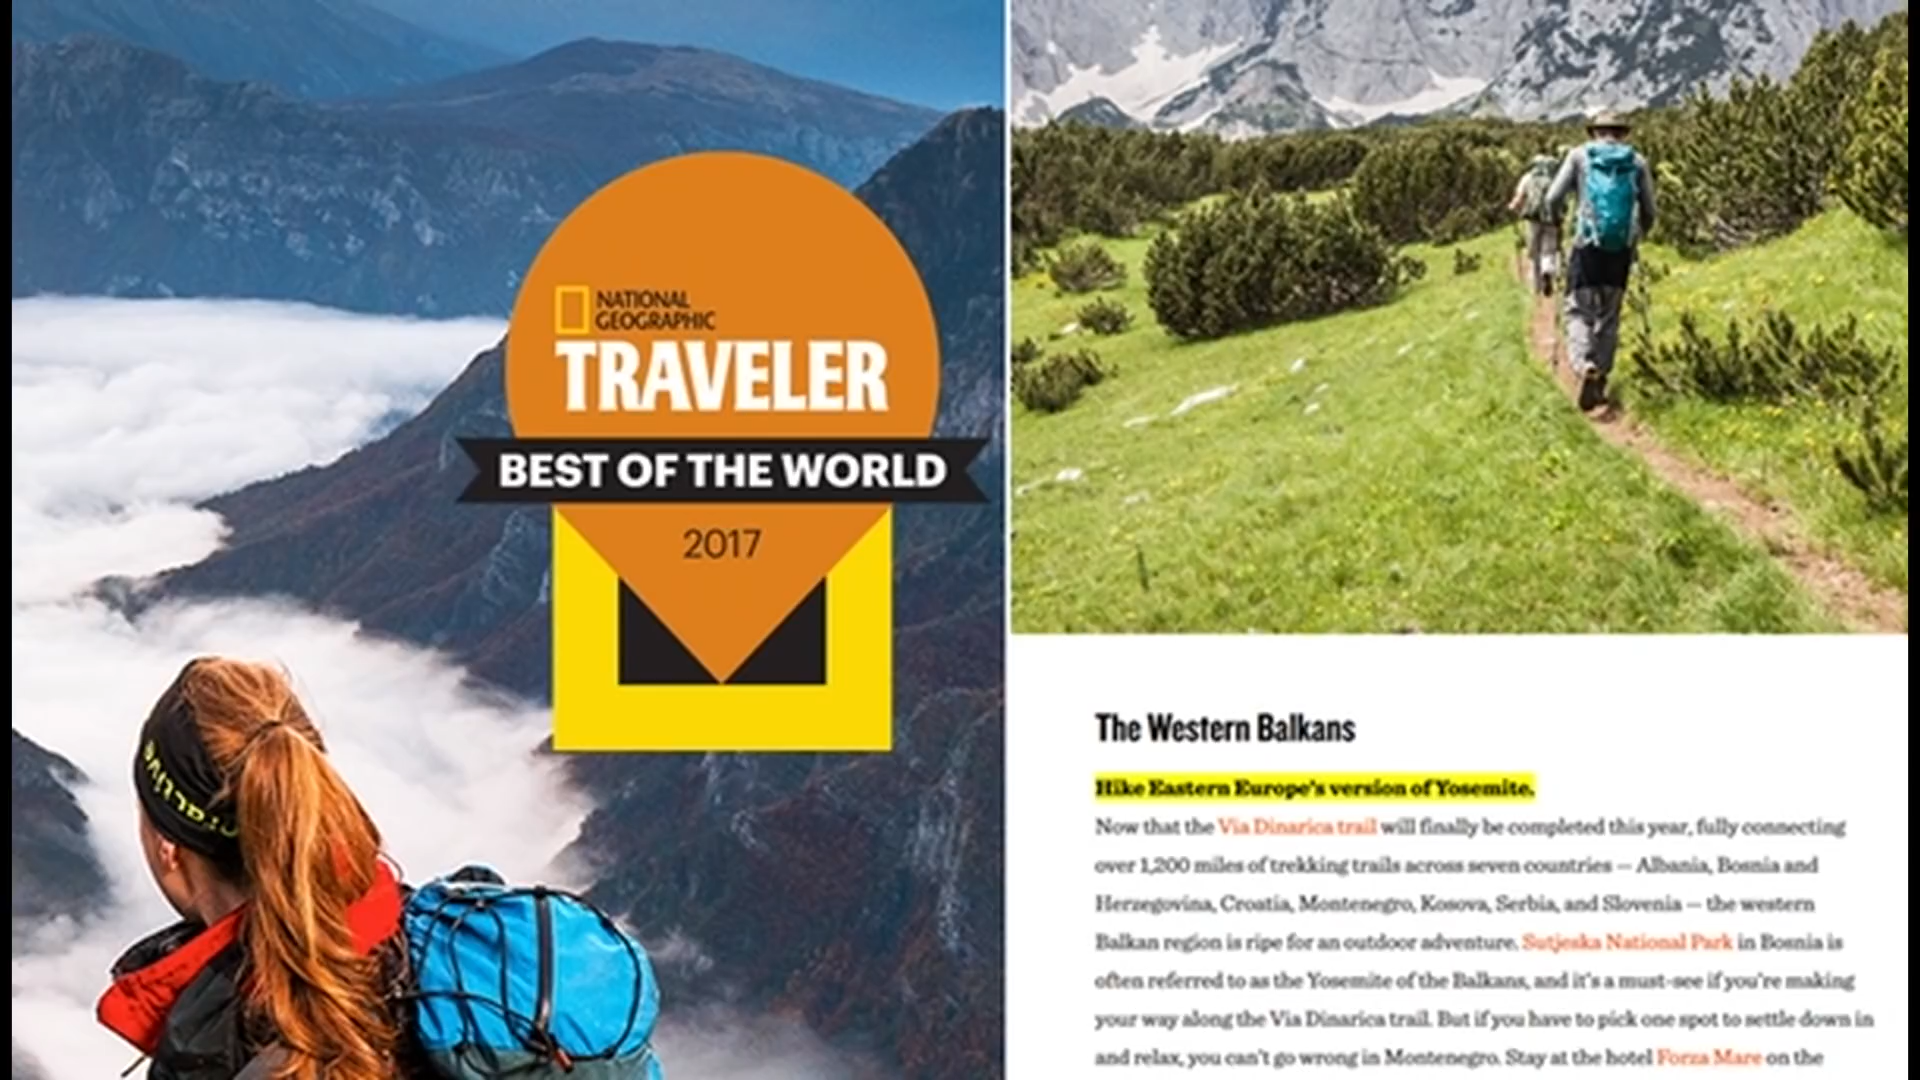 NATIONAL
GEOGRAPHIC
TRAVELER
BEST OF THE WORLD
2017
The Western Balkans
Hike Eastern Europe's version of Yosemite.
Now that the Via Dinarica trail will finally be completed this year, fully connecting
over 1,200 miles of trekking trails across seven countries — Albania, Bosnia and
Herzegovina, Croatia, Montenegro, Kosova, Serbia, and Slovenia — the western
Balkan region is ripe for an outdoor adventure. Sutjeska National Park in Bosnia is
often referred to as the Yosemite of the Balkans, and it's a must-see if you're making
your way along the Via Dinarica trail. But if you have to pick one spot to settle down in
and relax, you can't go wrong in Montenegro. Stay at the hotel Forza Mare on the